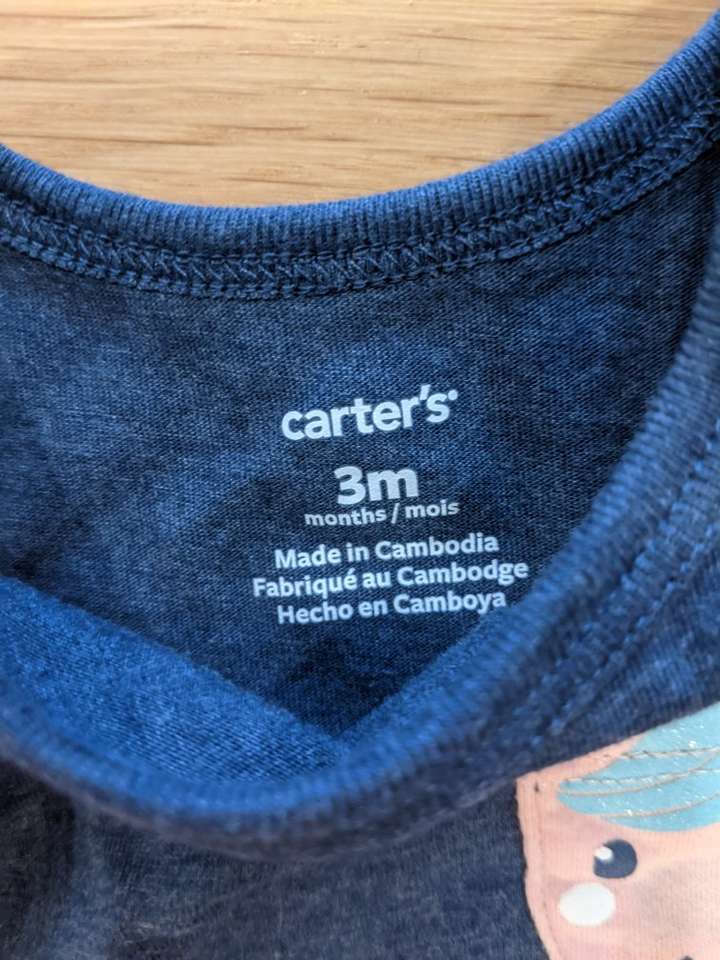 carter's
3m
months / mois
Made in Cambodia
Fabriqué au Cambodge
Hecho en Camboya